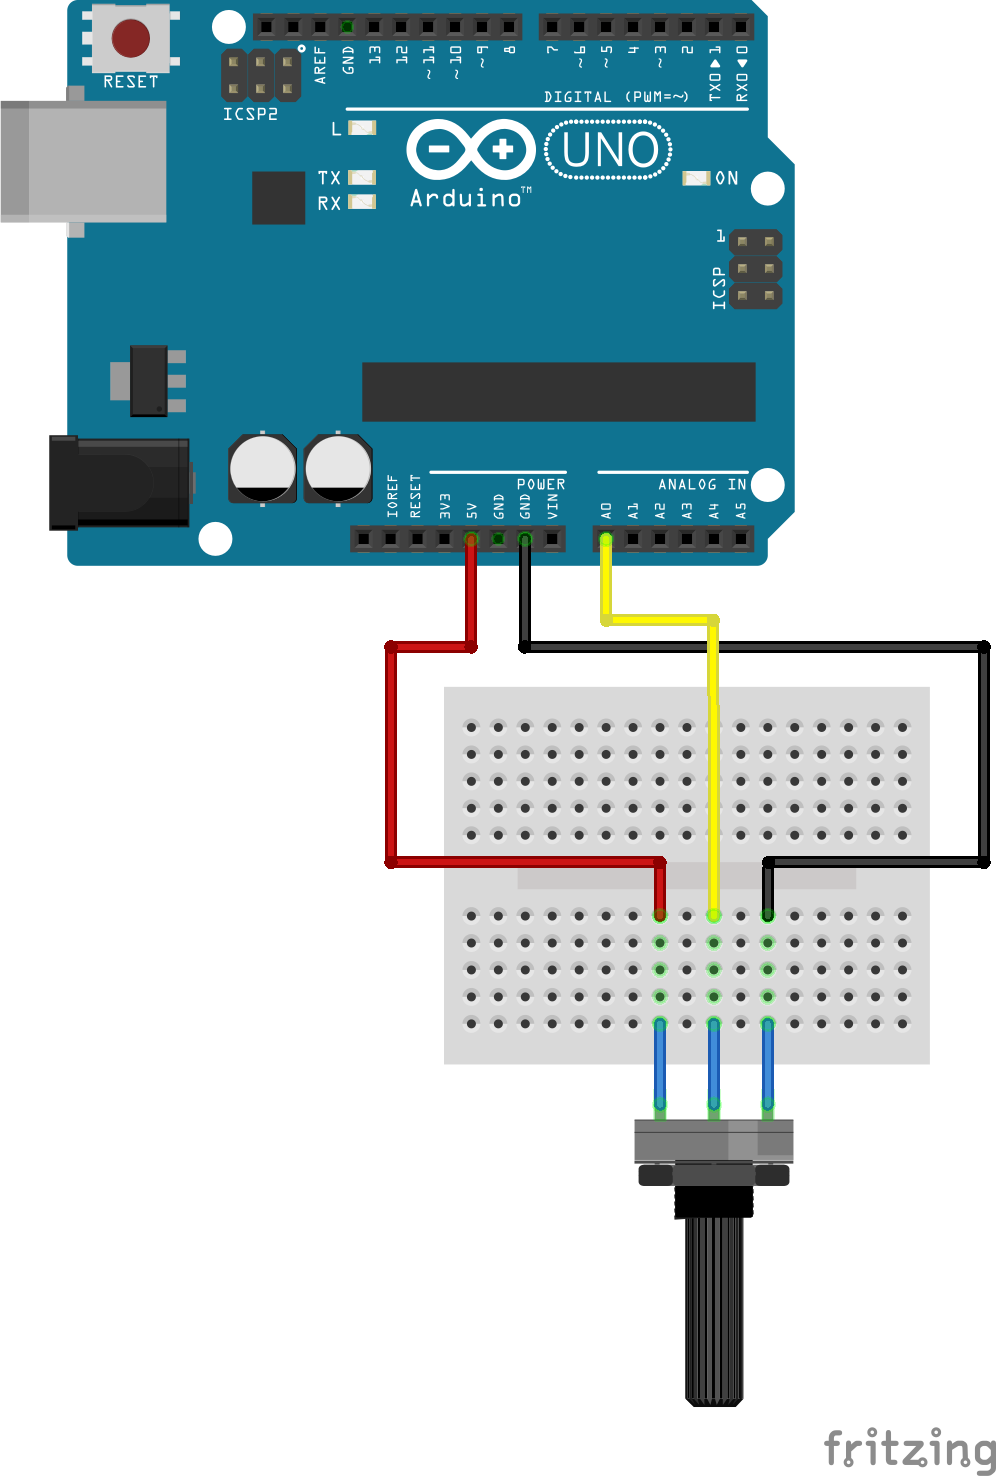 RESET
ICSP2
AREF
GND
13
12
~11
~10
~9
8
7
~6
~5
4
~3
2
TX0▶1
RX0◀0
DIGITAL (PWM=~)
L
TX
RX
Arduino™
UNO
ON
1
ICSP
POWER
ANALOG IN
IOREF
RESET
3V3
5V
GND
GND
VIN
A0
A1
A2
A3
A4
A5
fritzing